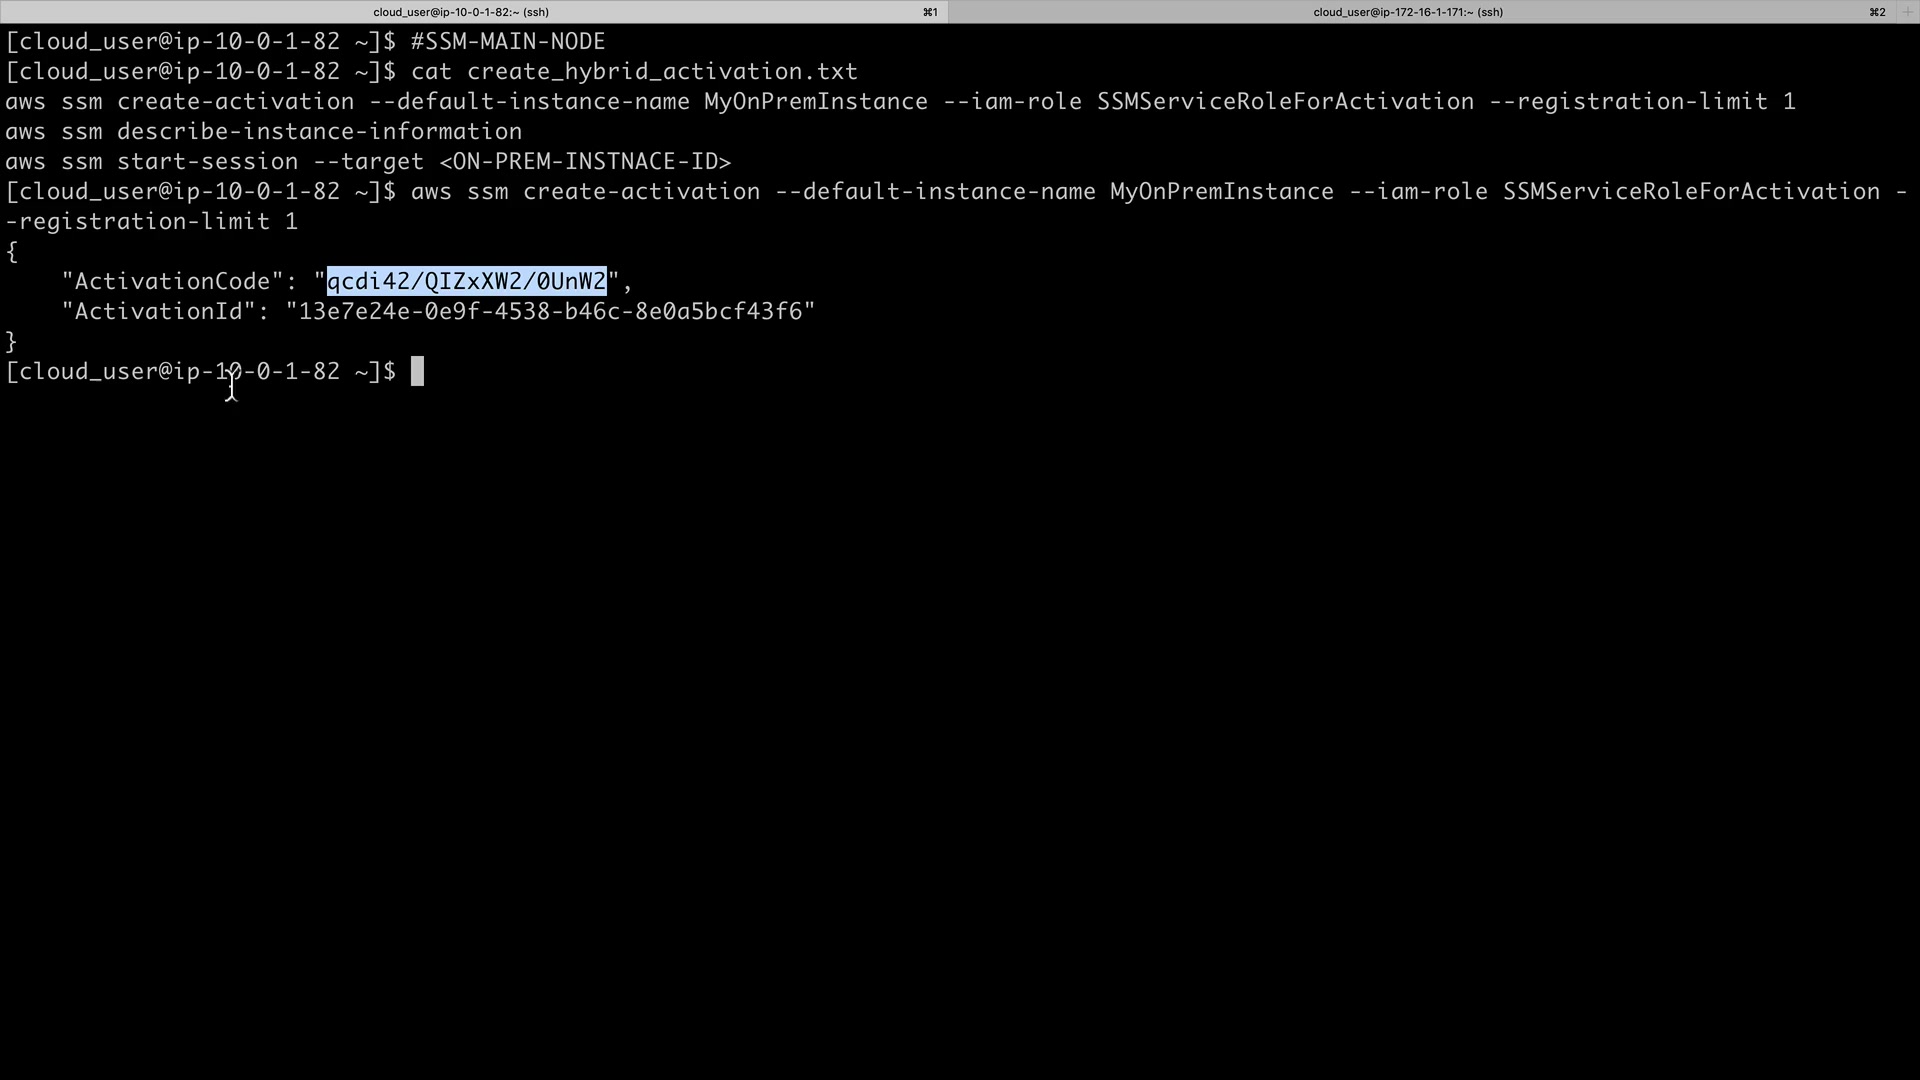 cloud_user@ip-10-0-1-82:~ (ssh) ⌘1 cloud_user@ip-172-16-1-171:~ (ssh) ⌘2 +
[cloud_user@ip-10-0-1-82 ~]$ #SSM-MAIN-NODE
[cloud_user@ip-10-0-1-82 ~]$ cat create_hybrid_activation.txt
aws ssm create-activation --default-instance-name MyOnPremInstance --iam-role SSMServiceRoleForActivation --registration-limit 1
aws ssm describe-instance-information
aws ssm start-session --target <ON-PREM-INSTNACE-ID>
[cloud_user@ip-10-0-1-82 ~]$ aws ssm create-activation --default-instance-name MyOnPremInstance --iam-role SSMServiceRoleForActivation -
-registration-limit 1
{
    "ActivationCode": "qcdi42/QIZxXW2/0UnW2",
    "ActivationId": "13e7e24e-0e9f-4538-b46c-8e0a5bcf43f6"
}
[cloud_user@ip-10-0-1-82 ~]$